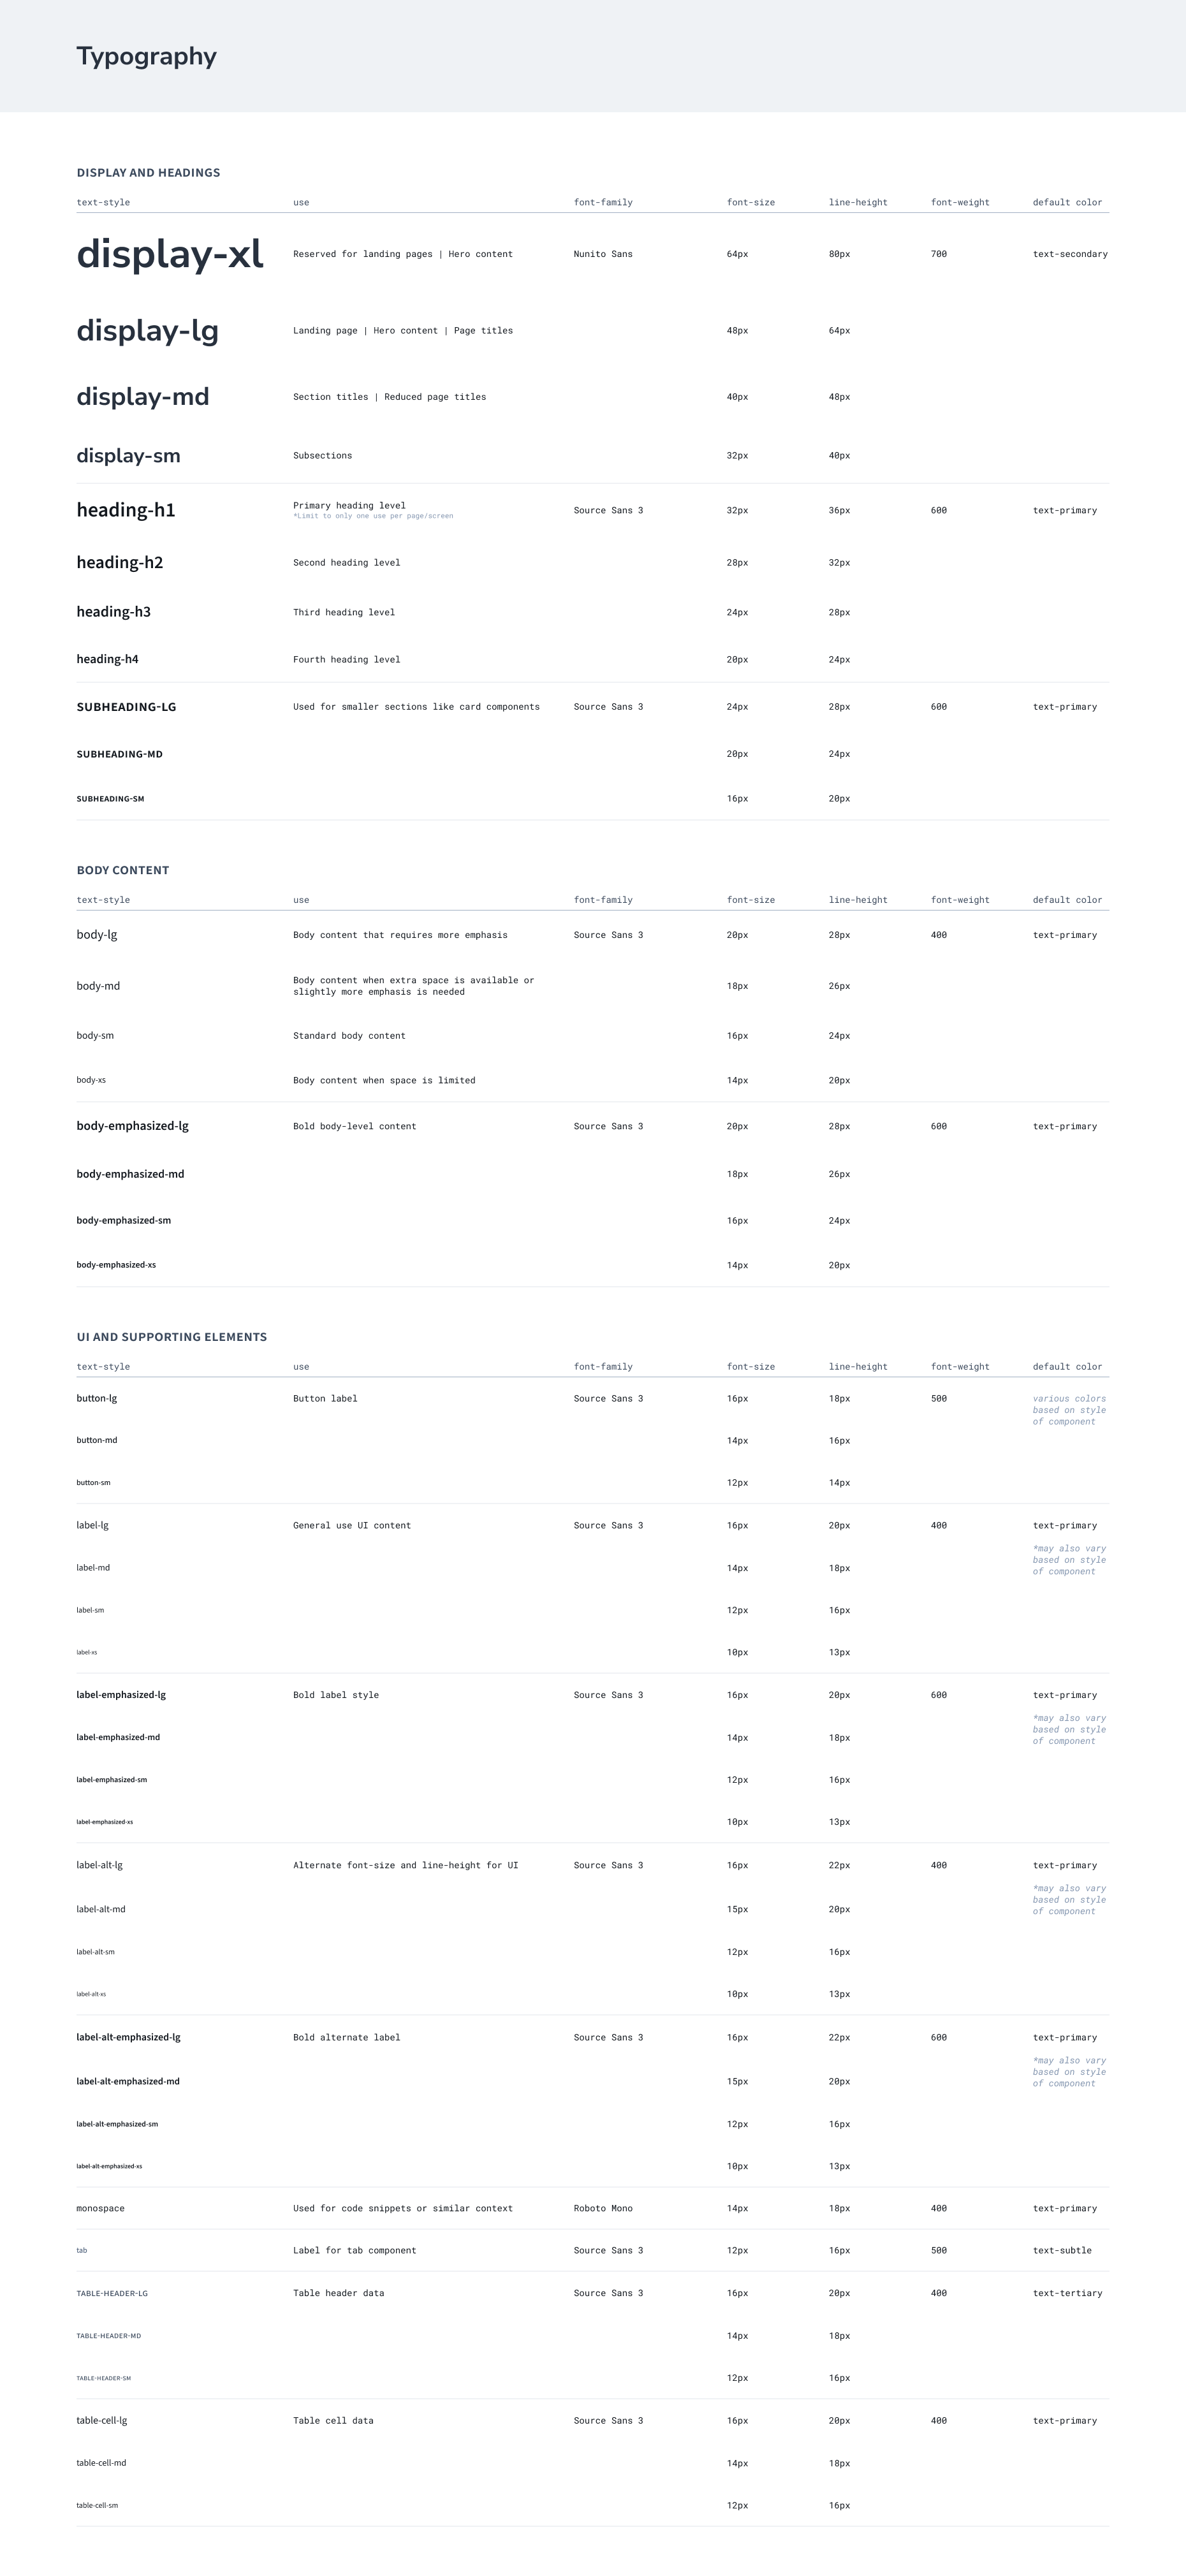 Typography
DISPLAY AND HEADINGS
text-style use font-family font-size line-height font-weight default color
display-xl Reserved for landing pages | Hero content Nunito Sans 64px 80px 700 text-secondary
display-lg Landing page | Hero content | Page titles 48px 64px
display-md Section titles | Reduced page titles 40px 48px
display-sm Subsections 32px 40px
heading-h1 Primary heading level Source Sans 3 32px 36px 600 text-primary
*Limit to only one use per page/screen
heading-h2 Second heading level 28px 32px
heading-h3 Third heading level 24px 28px
heading-h4 Fourth heading level 20px 24px
SUBHEADING-LG Used for smaller sections like card components Source Sans 3 24px 28px 600 text-primary
SUBHEADING-MD 20px 24px
SUBHEADING-SM 16px 20px
BODY CONTENT
text-style use font-family font-size line-height font-weight default color
body-lg Body content that requires more emphasis Source Sans 3 20px 28px 400 text-primary
body-md Body content when extra space is available or 18px 26px
slightly more emphasis is needed
body-sm Standard body content 16px 24px
body-xs Body content when space is limited 14px 20px
body-emphasized-lg Bold body-level content Source Sans 3 20px 28px 600 text-primary
body-emphasized-md 18px 26px
body-emphasized-sm 16px 24px
body-emphasized-xs 14px 20px
UI AND SUPPORTING ELEMENTS
text-style use font-family font-size line-height font-weight default color
button-lg Button label Source Sans 3 16px 18px 500 various colors
based on style
of component
button-md 14px 16px
button-sm 12px 14px
label-lg General use UI content Source Sans 3 16px 20px 400 text-primary
*may also vary
based on style
of component
label-md 14px 18px
label-sm 12px 16px
label-xs 10px 13px
label-emphasized-lg Bold label style Source Sans 3 16px 20px 600 text-primary
*may also vary
based on style
of component
label-emphasized-md 14px 18px
label-emphasized-sm 12px 16px
label-emphasized-xs 10px 13px
label-alt-lg Alternate font-size and line-height for UI Source Sans 3 16px 22px 400 text-primary
*may also vary
based on style
of component
label-alt-md 15px 20px
label-alt-sm 12px 16px
label-alt-xs 10px 13px
label-alt-emphasized-lg Bold alternate label Source Sans 3 16px 22px 600 text-primary
*may also vary
based on style
of component
label-alt-emphasized-md 15px 20px
label-alt-emphasized-sm 12px 16px
label-alt-emphasized-xs 10px 13px
monospace Used for code snippets or similar context Roboto Mono 14px 18px 400 text-primary
tab Label for tab component Source Sans 3 12px 16px 500 text-subtle
TABLE-HEADER-LG Table header data Source Sans 3 16px 20px 400 text-tertiary
TABLE-HEADER-MD 14px 18px
TABLE-HEADER-SM 12px 16px
table-cell-lg Table cell data Source Sans 3 16px 20px 400 text-primary
table-cell-md 14px 18px
table-cell-sm 12px 16px